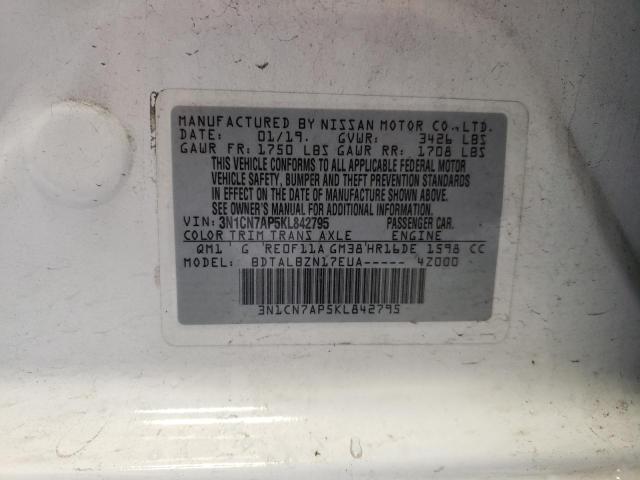 MANUFACTURED BY NISSAN MOTOR CO.,LTD.
DATE: 01/19. GVWR: 3426 LBS
GAWR FR: 1750 LBS GAWR RR: 1708 LBS
THIS VEHICLE CONFORMS TO ALL APPLICABLE FEDERAL MOTOR
VEHICLE SAFETY, BUMPER AND THEFT PREVENTION STANDARDS
IN EFFECT ON THE DATE OF MANUFACTURE SHOWN ABOVE.
SEE OWNER'S MANUAL FOR ADDITIONAL INFORMATION.
VIN: 3N1CN7AP5KL842795 PASSENGER CAR.
COLOR TRIM TRANS AXLE ENGINE
QM1 G RE0F11A GM38 HR16DE 1598 CC
MODEL: BDTALBZN17EUA----- 42000
3N1CN7AP5KL842795